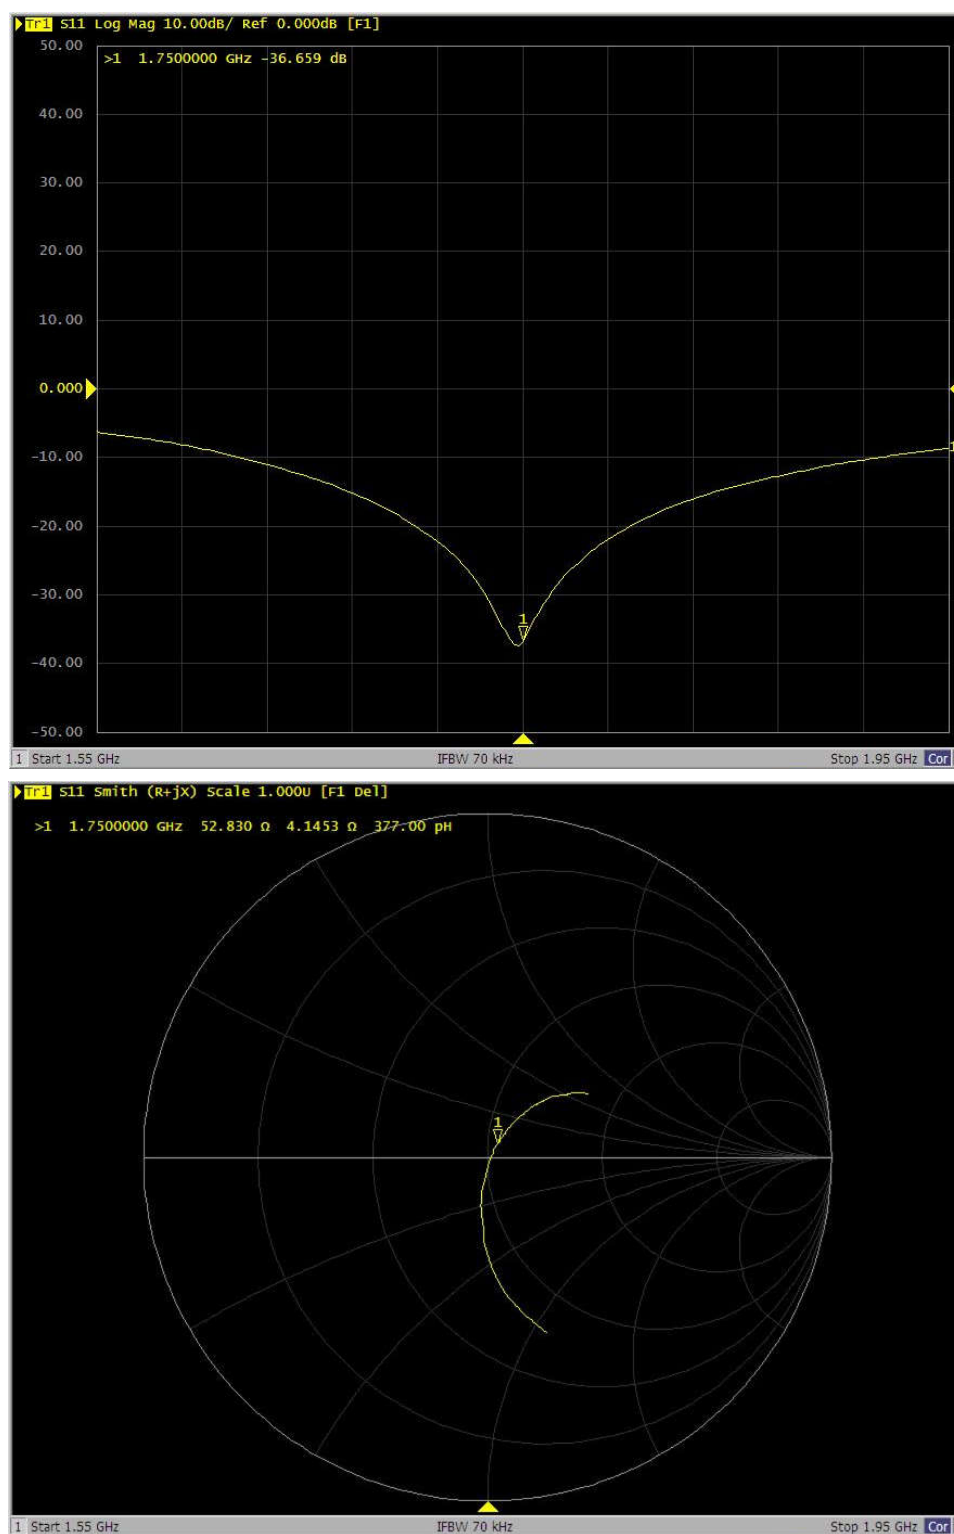 Tr1 S11 Log Mag 10.00dB/ Ref 0.000dB [F1]
50.00
>1 1.7500000 GHz -36.659 dB
40.00
30.00
20.00
10.00
0.000
-10.00
1
-20.00
-30.00
1
-40.00
-50.00
1 Start 1.55 GHz IFBW 70 kHz Stop 1.95 GHz Cor
Tr1 S11 Smith (R+jX) Scale 1.000U [F1 Del]
>1 1.7500000 GHz 52.830 Ω 4.1453 Ω 377.00 pH
1
1 Start 1.55 GHz IFBW 70 kHz Stop 1.95 GHz Cor